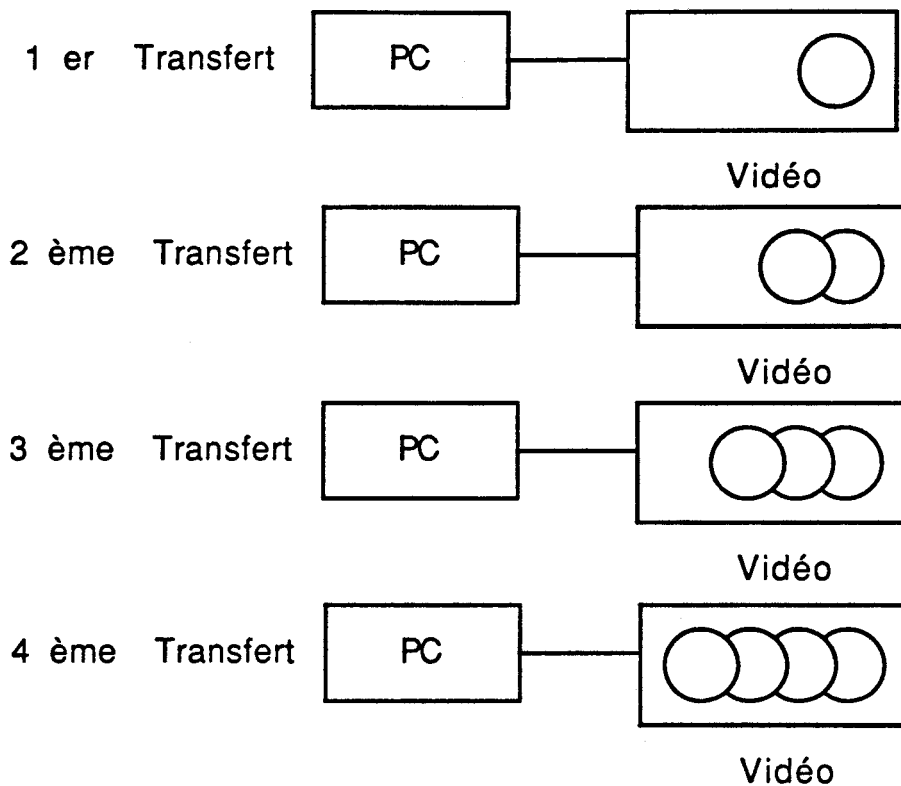 1 er Transfert PC
Vidéo
2 ème Transfert PC
Vidéo
3 ème Transfert PC
Vidéo
4 ème Transfert PC
Vidéo